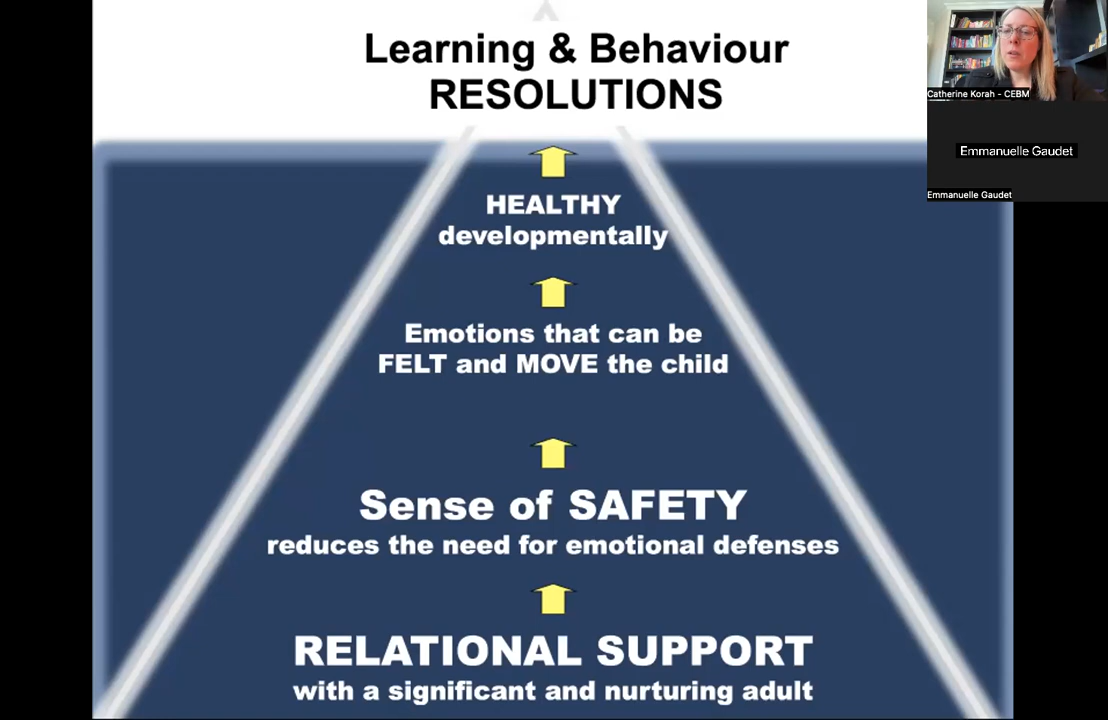 Learning & Behaviour
RESOLUTIONS
HEALTHY
developmentally
Emotions that can be
FELT and MOVE the child
Sense of SAFETY
reduces the need for emotional defenses
RELATIONAL SUPPORT
with a significant and nurturing adult
Catherine Korah - CEBM
Emmanuelle Gaudet
Emmanuelle Gaudet